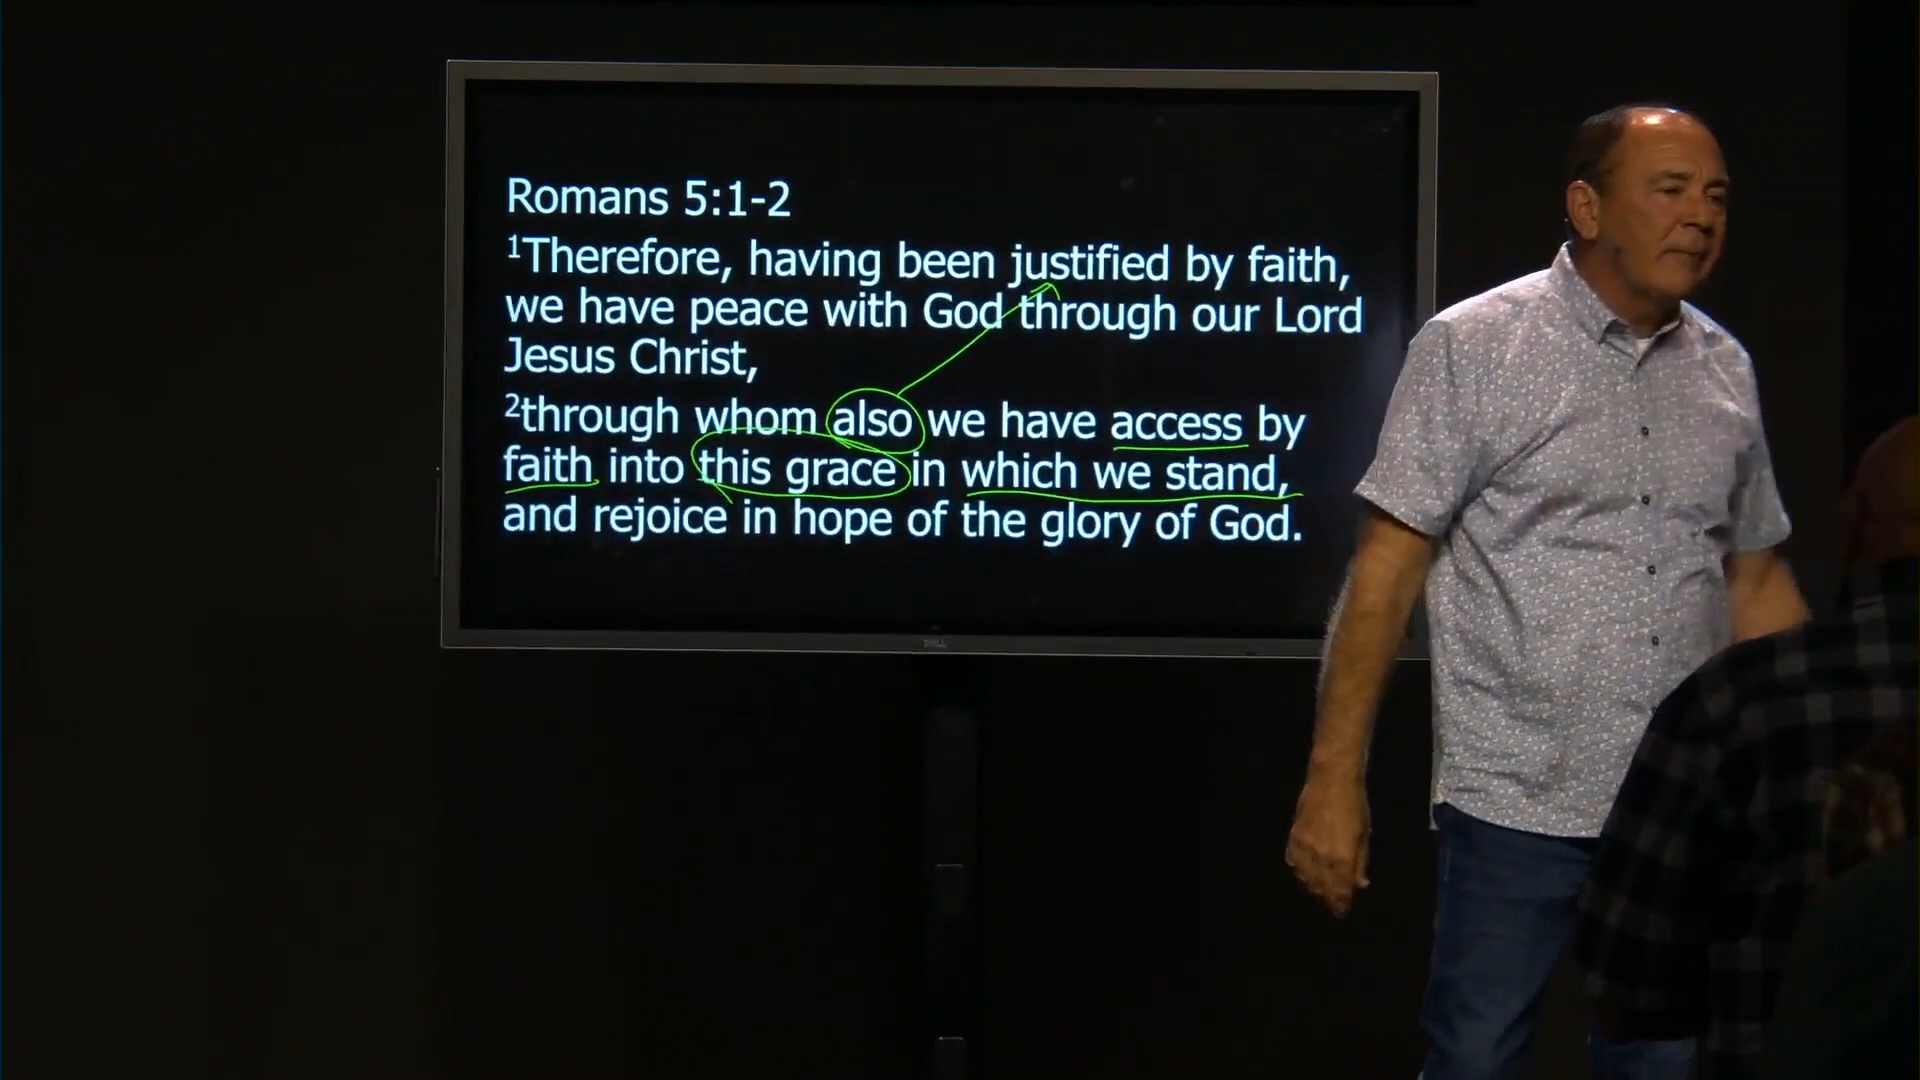 Romans 5:1-2
1Therefore, having been justified by faith,
we have peace with God through our Lord
Jesus Christ,
2through whom also we have access by
faith into this grace in which we stand,
and rejoice in hope of the glory of God.
DELL